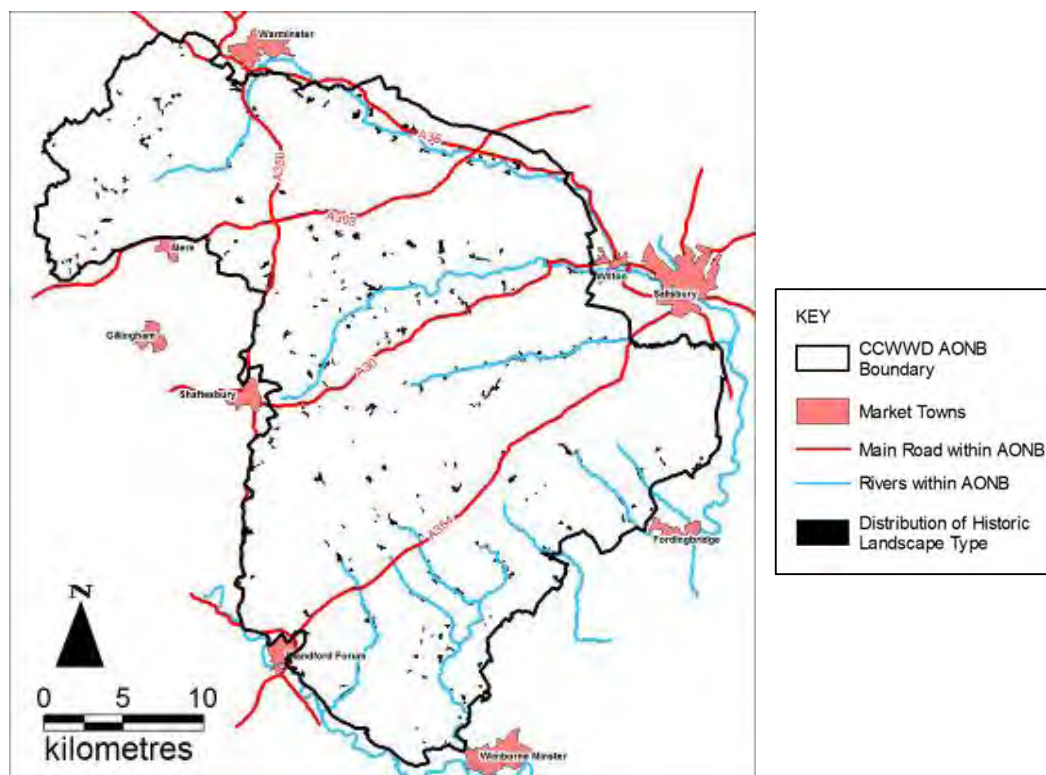 Warminster
A36
A350
A303
Mere
Wilton
Salisbury
Gillingham
A30
Shaftesbury
A354
Fordingbridge
Blandford Forum
Wimborne Minster
N
0 5 10
kilometres
KEY
CCWWD AONB
Boundary
Market Towns
Main Road within AONB
Rivers within AONB
Distribution of Historic
Landscape Type